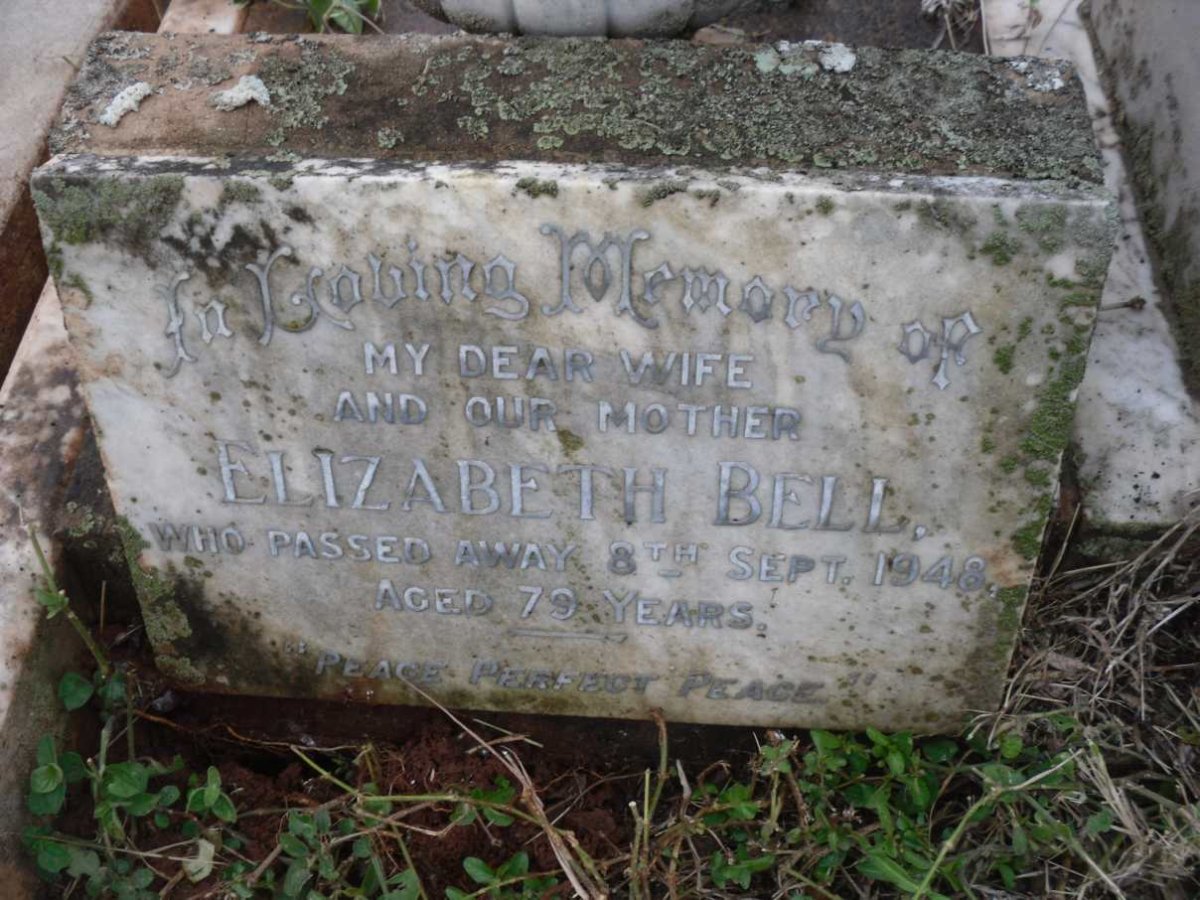 In Loving Memory of
MY DEAR WIFE
AND OUR MOTHER
ELIZABETH BELL,
WHO PASSED AWAY 8TH SEPT. 1948,
AGED 79 YEARS.
"PEACE PERFECT PEACE"